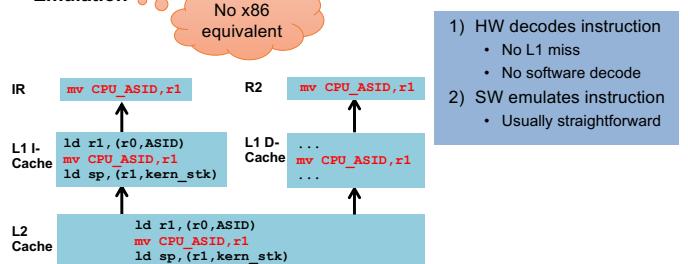 Emulation
No x86
equivalent
1) HW decodes instruction
• No L1 miss
• No software decode
2) SW emulates instruction
• Usually straightforward
IR
mv CPU_ASID,r1
R2
mv CPU_ASID,r1
L1 I-
Cache
ld r1,(r0,ASID)
mv CPU_ASID,r1
ld sp,(r1,kern_stk)
L1 D-
Cache
...
mv CPU_ASID,r1
...
L2
Cache
ld r1,(r0,ASID)
mv CPU_ASID,r1
ld sp,(r1,kern_stk)